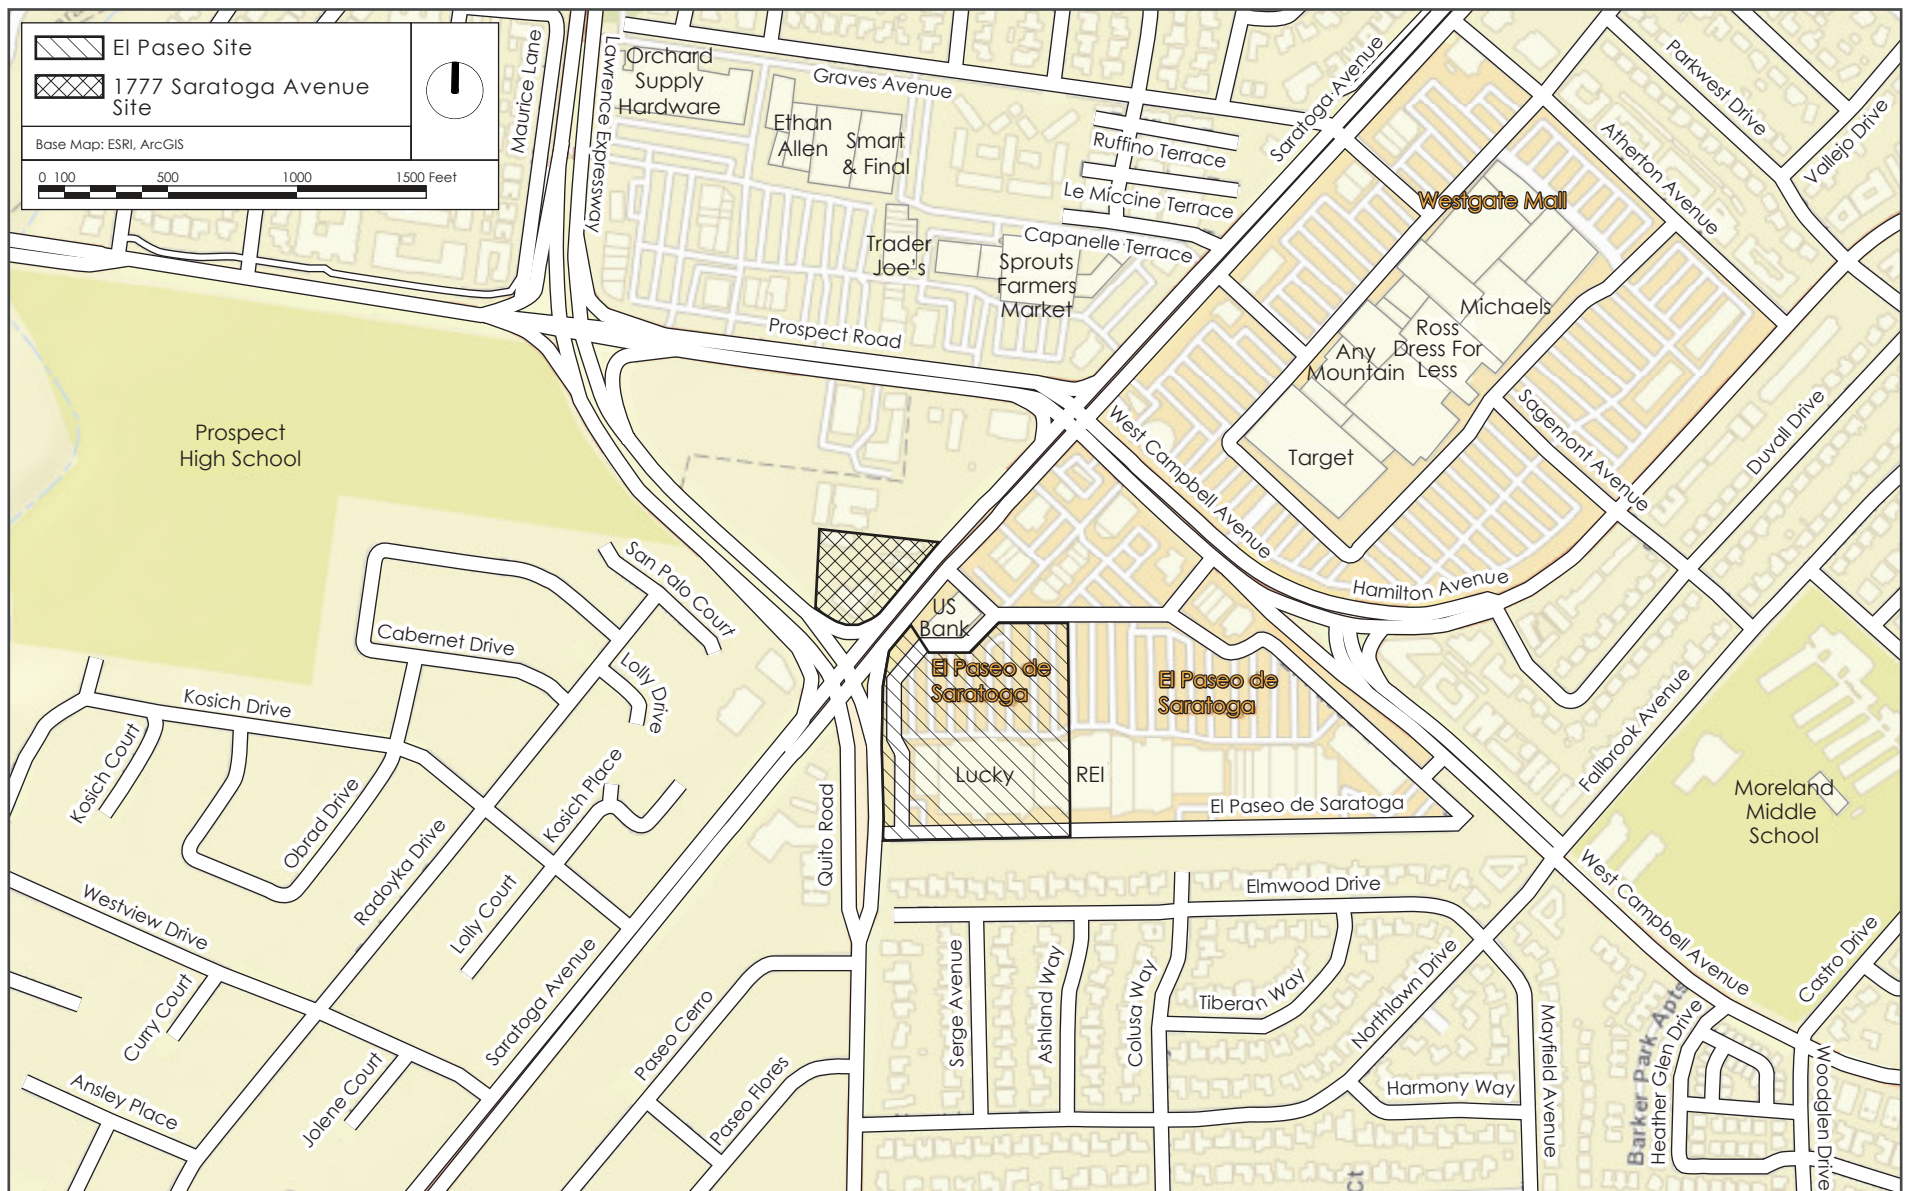 El Paseo Site
1777 Saratoga Avenue
Site
Base Map: ESRI, ArcGIS
0 100 500 1000 1500 Feet
Maurice Lane
Lawrence Expressway
Orchard
Supply
Hardware
Graves Avenue
Ethan
Allen
Smart
& Final
Ruffino Terrace
Le Miccine Terrace
Capanelle Terrace
Saratoga Avenue
Parkwest Drive
Vallejo Drive
Atherton Avenue
Westgate Mall
Trader
Joe's
Sprouts
Farmers
Market
Prospect Road
Michaels
Ross
Dress For
Less
Any
Mountain
Target
Sagemont Avenue
Duvall Drive
West Campbell Avenue
Hamilton Avenue
Prospect
High School
San Palo Court
Cabernet Drive
Lolly Drive
US
Bank
El Paseo de
Saratoga
El Paseo de
Saratoga
Kosich Drive
Kosich Court
Obrad Drive
Kosich Place
Radoyka Drive
Lolly Court
Lucky
REI
El Paseo de Saratoga
Quito Road
Fallbrook Avenue
Moreland
Middle
School
Elmwood Drive
West Campbell Avenue
Castro Drive
Westview Drive
Curry Court
Saratoga Avenue
Jolene Court
Ansley Place
Paseo Cerro
Paseo Flores
Serge Avenue
Ashland Way
Colusa Way
Tiberan Way
Northlawn Drive
Harmony Way
Mayfield Avenue
Barker Park Apts
Heather Glen Drive
Woodglen Drive
ct